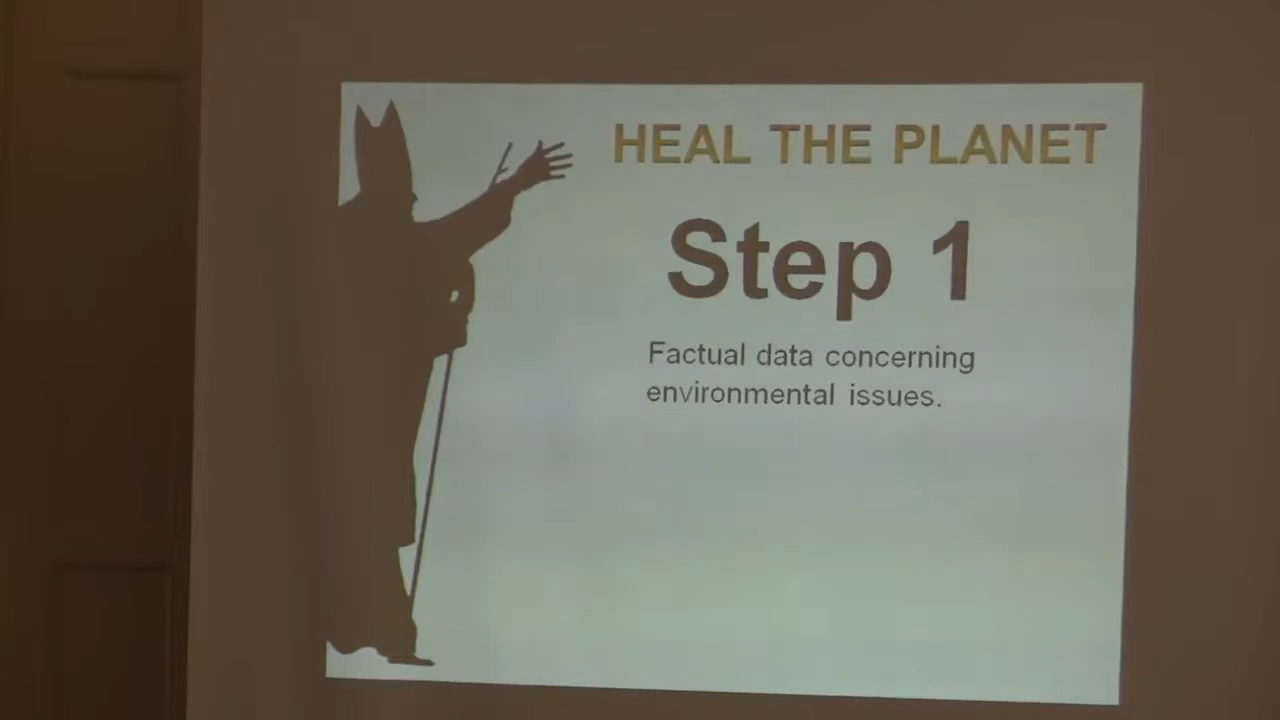 HEAL THE PLANET
Step 1
Factual data concerning
environmental issues.